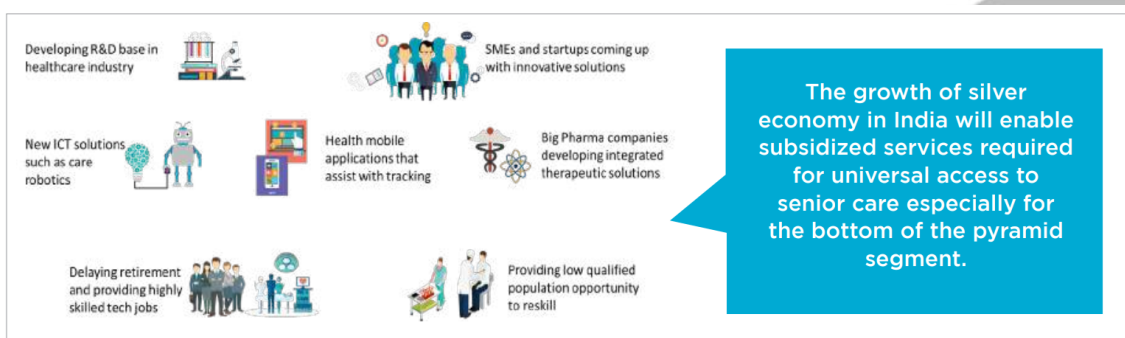 Developing R&D base in
healthcare industry
SMEs and startups coming up
with innovative solutions
New ICT solutions
such as care
robotics
Health mobile
applications that
assist with tracking
Big Pharma companies
developing integrated
therapeutic solutions
Delaying retirement
and providing highly
skilled tech jobs
Providing low qualified
population opportunity
to reskill
The growth of silver
economy in India will enable
subsidized services required
for universal access to
senior care especially for
the bottom of the pyramid
segment.